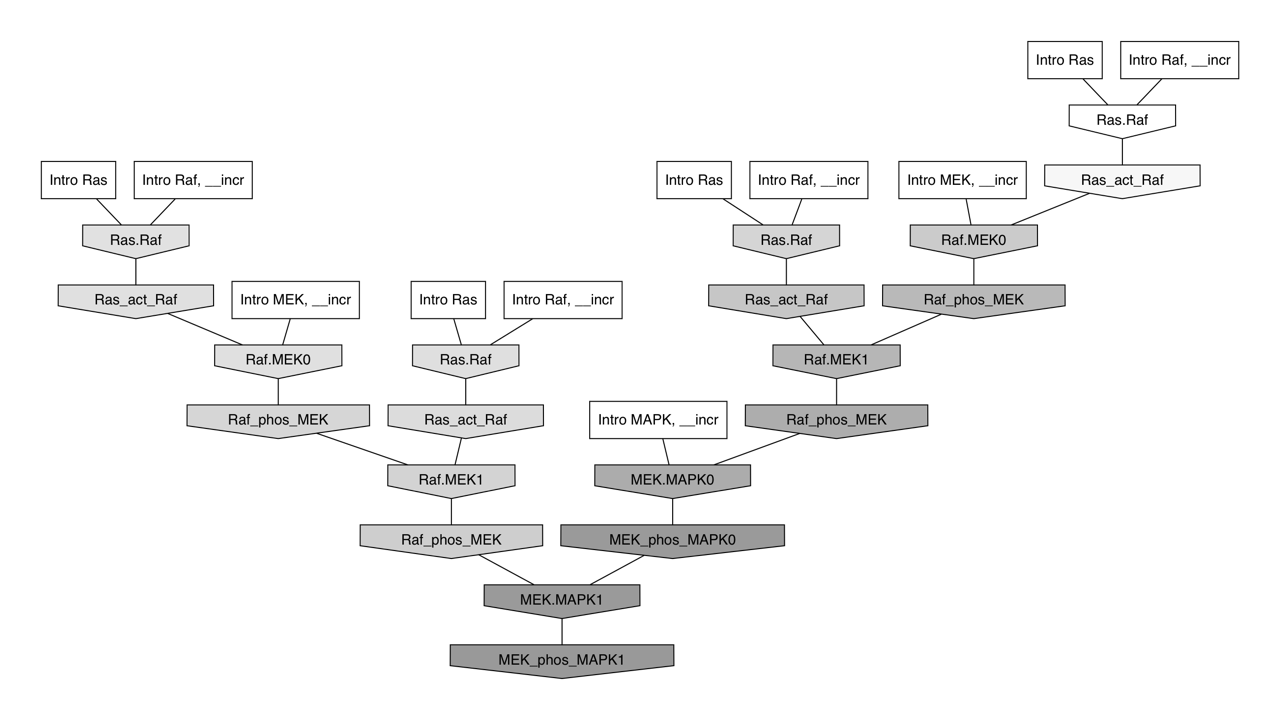 Intro Ras
Intro Raf, __incr
Ras.Raf
Intro Ras
Intro Raf, __incr
Intro Ras
Intro Raf, __incr
Intro MEK, __incr
Ras_act_Raf
Ras.Raf
Ras.Raf
Raf.MEK0
Ras_act_Raf
Intro MEK, __incr
Intro Ras
Intro Raf, __incr
Ras_act_Raf
Raf_phos_MEK
Raf.MEK0
Ras.Raf
Raf.MEK1
Raf_phos_MEK
Ras_act_Raf
Intro MAPK, __incr
Raf_phos_MEK
Raf.MEK1
MEK.MAPK0
Raf_phos_MEK
MEK_phos_MAPK0
MEK.MAPK1
MEK_phos_MAPK1